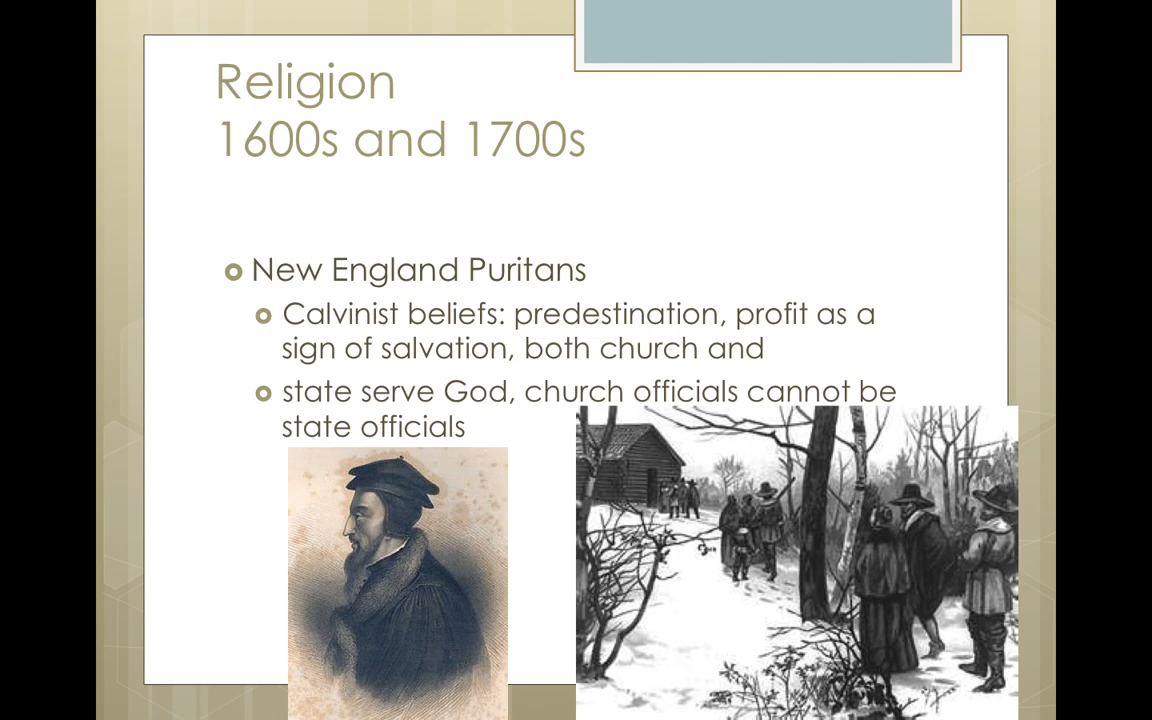 Religion
1600s and 1700s
New England Puritans
Calvinist beliefs: predestination, profit as a
sign of salvation, both church and
state serve God, church officials cannot be
state officials